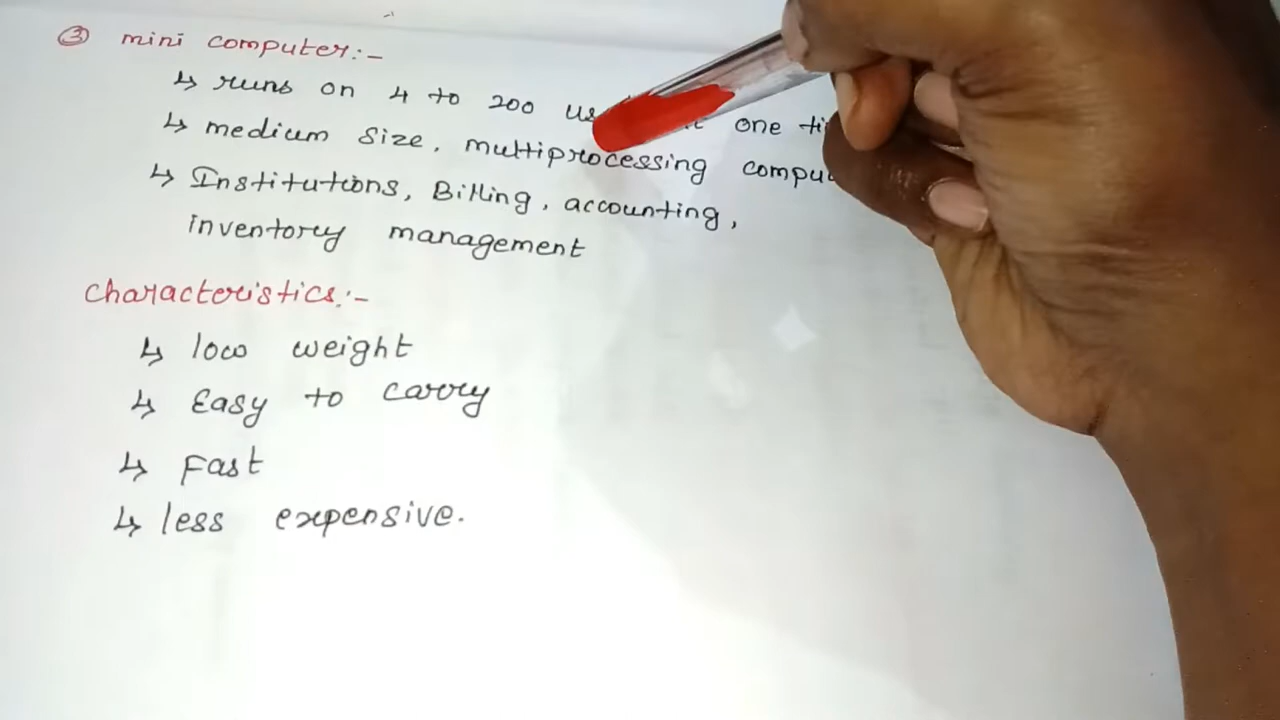 ③ mini computer:-
↳ runs on 4 to 200 one
↳ medium size, multiprocessing
↳ Institutions, Billing, accounting,
inventory management
characteristics:-
↳ low weight
↳ Easy to carry
↳ Fast
↳ less expensive.